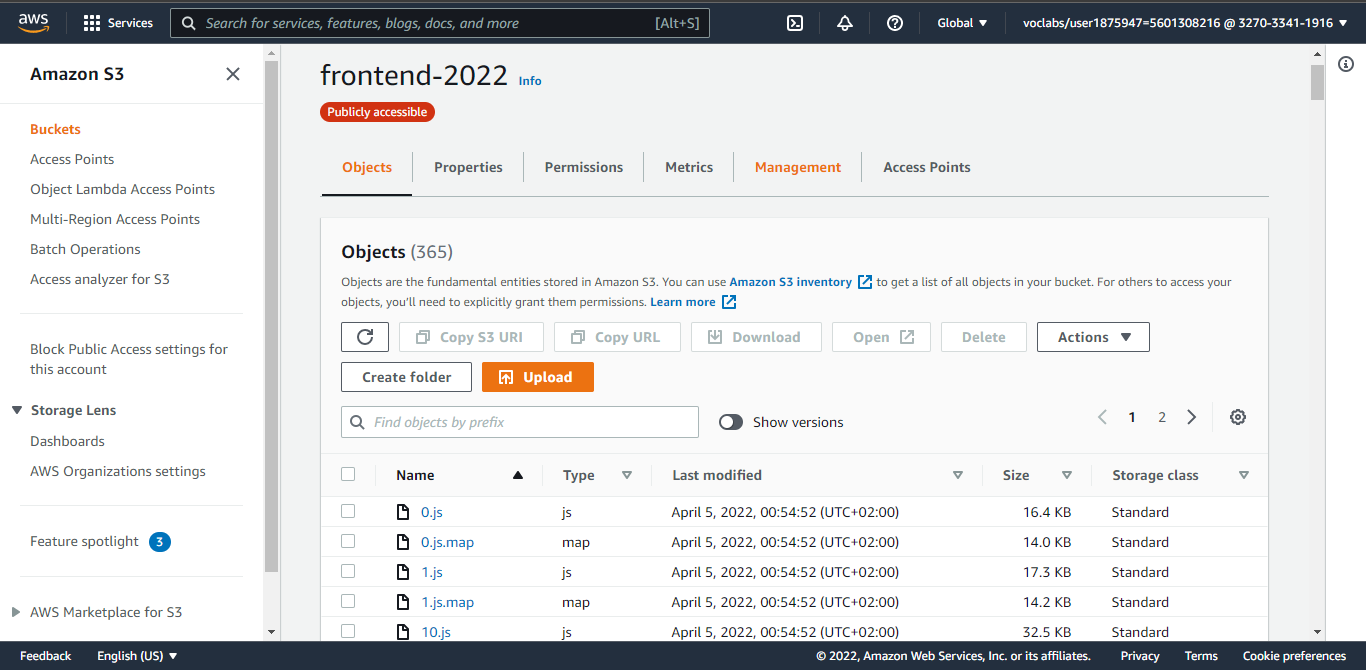 aws
Services
Search for services, features, blogs, docs, and more
[Alt+S]
Global
voclabs/user1875947=5601308216 @ 3270-3341-1916
Amazon S3
Buckets
Access Points
Object Lambda Access Points
Multi-Region Access Points
Batch Operations
Access analyzer for S3
Block Public Access settings for
this account
Storage Lens
Dashboards
AWS Organizations settings
Feature spotlight 3
AWS Marketplace for S3
frontend-2022 Info
Publicly accessible
Objects Properties Permissions Metrics Management Access Points
Objects (365)
Objects are the fundamental entities stored in Amazon S3. You can use Amazon S3 inventory to get a list of all objects in your bucket. For others to access your
objects, you'll need to explicitly grant them permissions. Learn more
Copy S3 URI Copy URL Download Open Delete Actions
Create folder Upload
Find objects by prefix Show versions 1 2
Name Type Last modified Size Storage class
0.js js April 5, 2022, 00:54:52 (UTC+02:00) 16.4 KB Standard
0.js.map map April 5, 2022, 00:54:52 (UTC+02:00) 14.0 KB Standard
1.js js April 5, 2022, 00:54:52 (UTC+02:00) 17.3 KB Standard
1.js.map map April 5, 2022, 00:54:52 (UTC+02:00) 14.2 KB Standard
10.js js April 5, 2022, 00:54:52 (UTC+02:00) 32.5 KB Standard
Feedback English (US) © 2022, Amazon Web Services, Inc. or its affiliates. Privacy Terms Cookie preferences